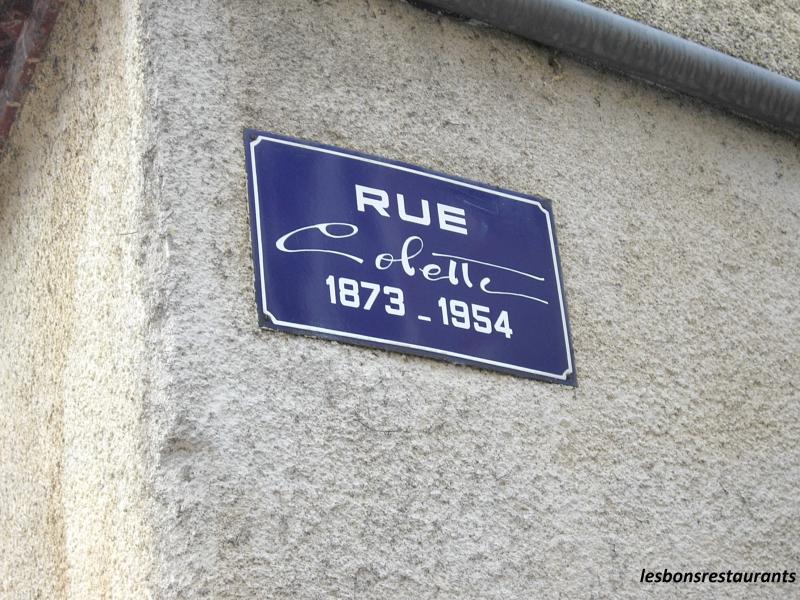 RUE
Colette
1873 - 1954
lesbonsrestaurants